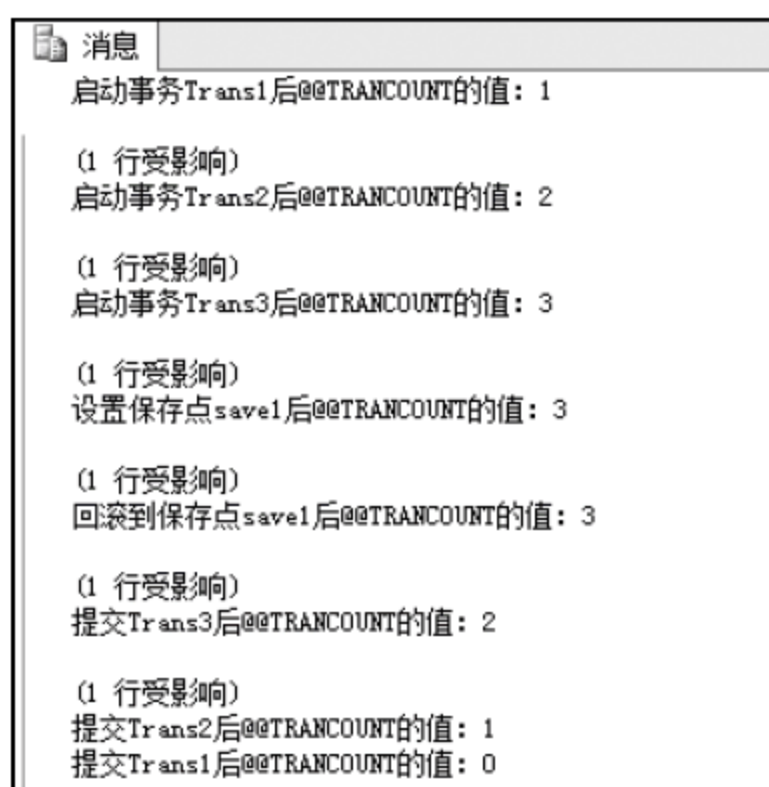 消息
启动事务Trans1后@@TRANCOUNT的值：1
(1 行受影响)
启动事务Trans2后@@TRANCOUNT的值：2
(1 行受影响)
启动事务Trans3后@@TRANCOUNT的值：3
(1 行受影响)
设置保存点save1后@@TRANCOUNT的值：3
(1 行受影响)
回滚到保存点save1后@@TRANCOUNT的值：3
(1 行受影响)
提交Trans3后@@TRANCOUNT的值：2
(1 行受影响)
提交Trans2后@@TRANCOUNT的值：1
提交Trans1后@@TRANCOUNT的值：0